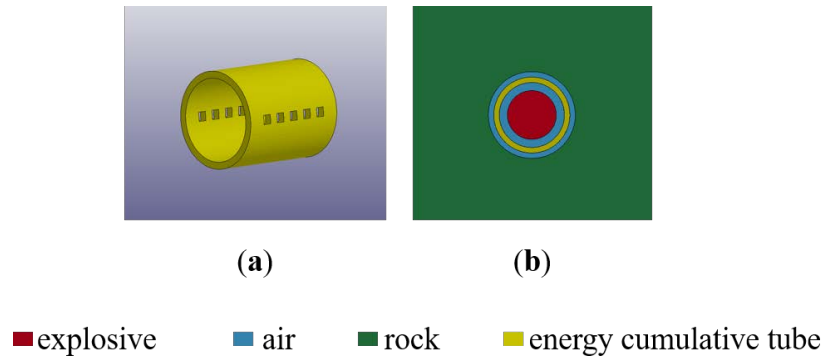 (a)
(b)
explosive
air
rock
energy cumulative tube